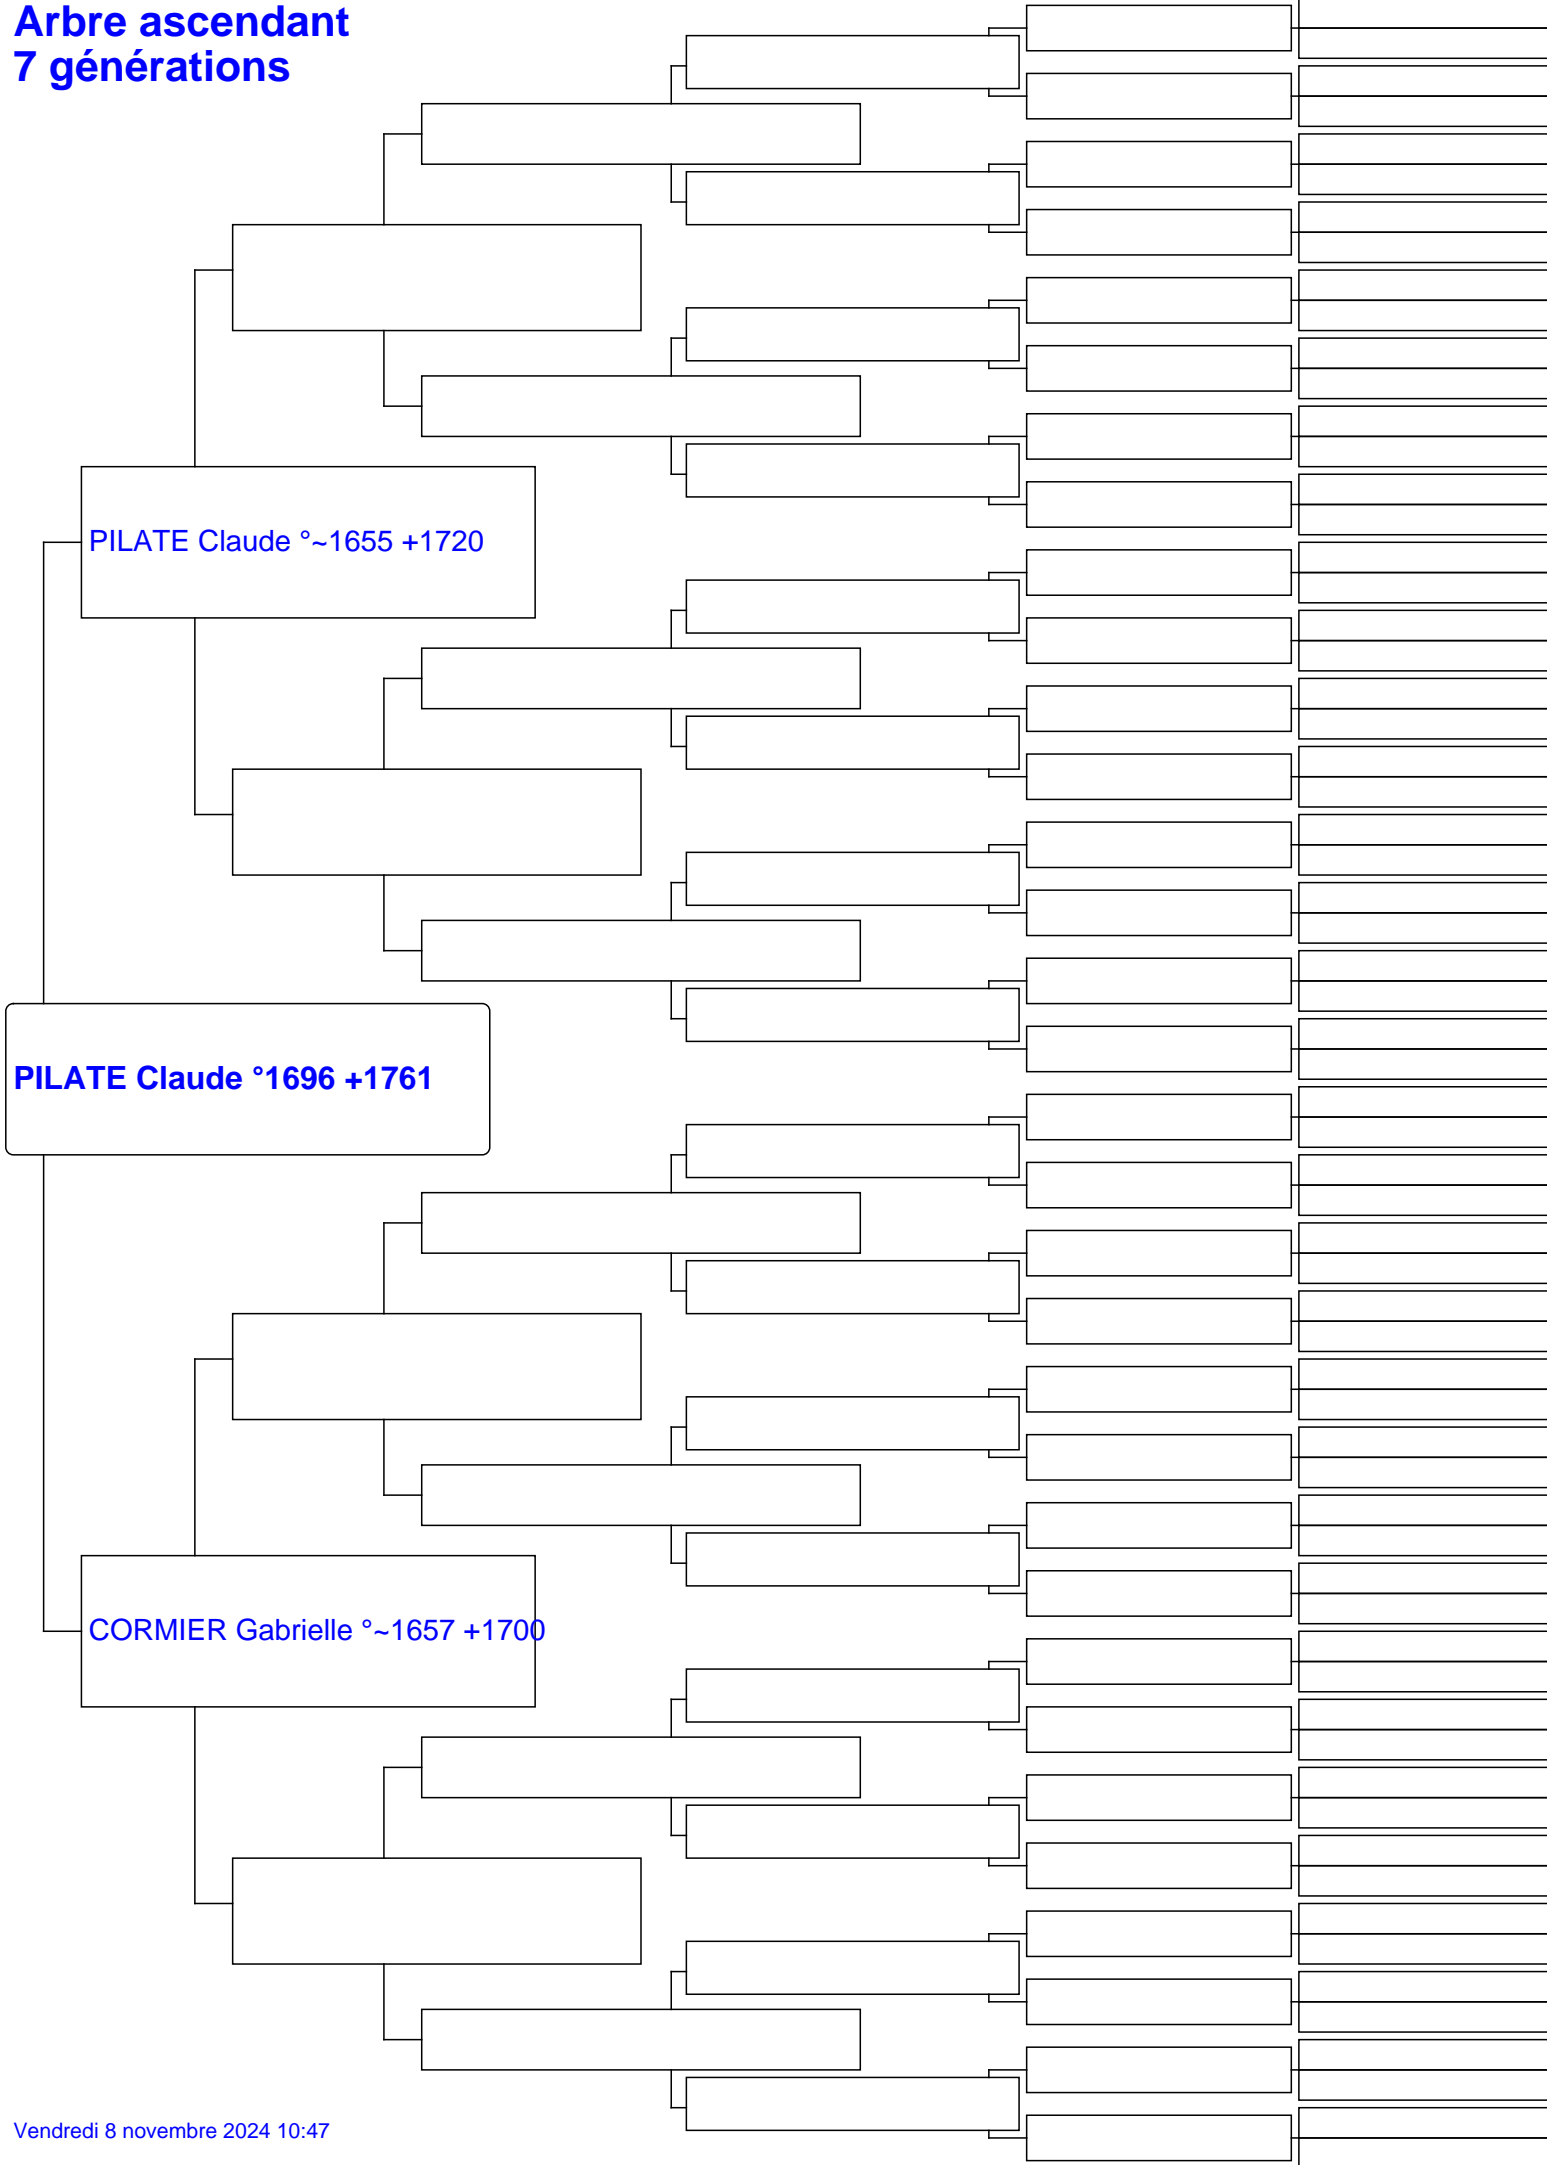 Arbre ascendant
7 générations
PILATE Claude °~1655 +1720
PILATE Claude °1696 +1761
CORMIER Gabrielle °~1657 +1700
Vendredi 8 novembre 2024 10:47